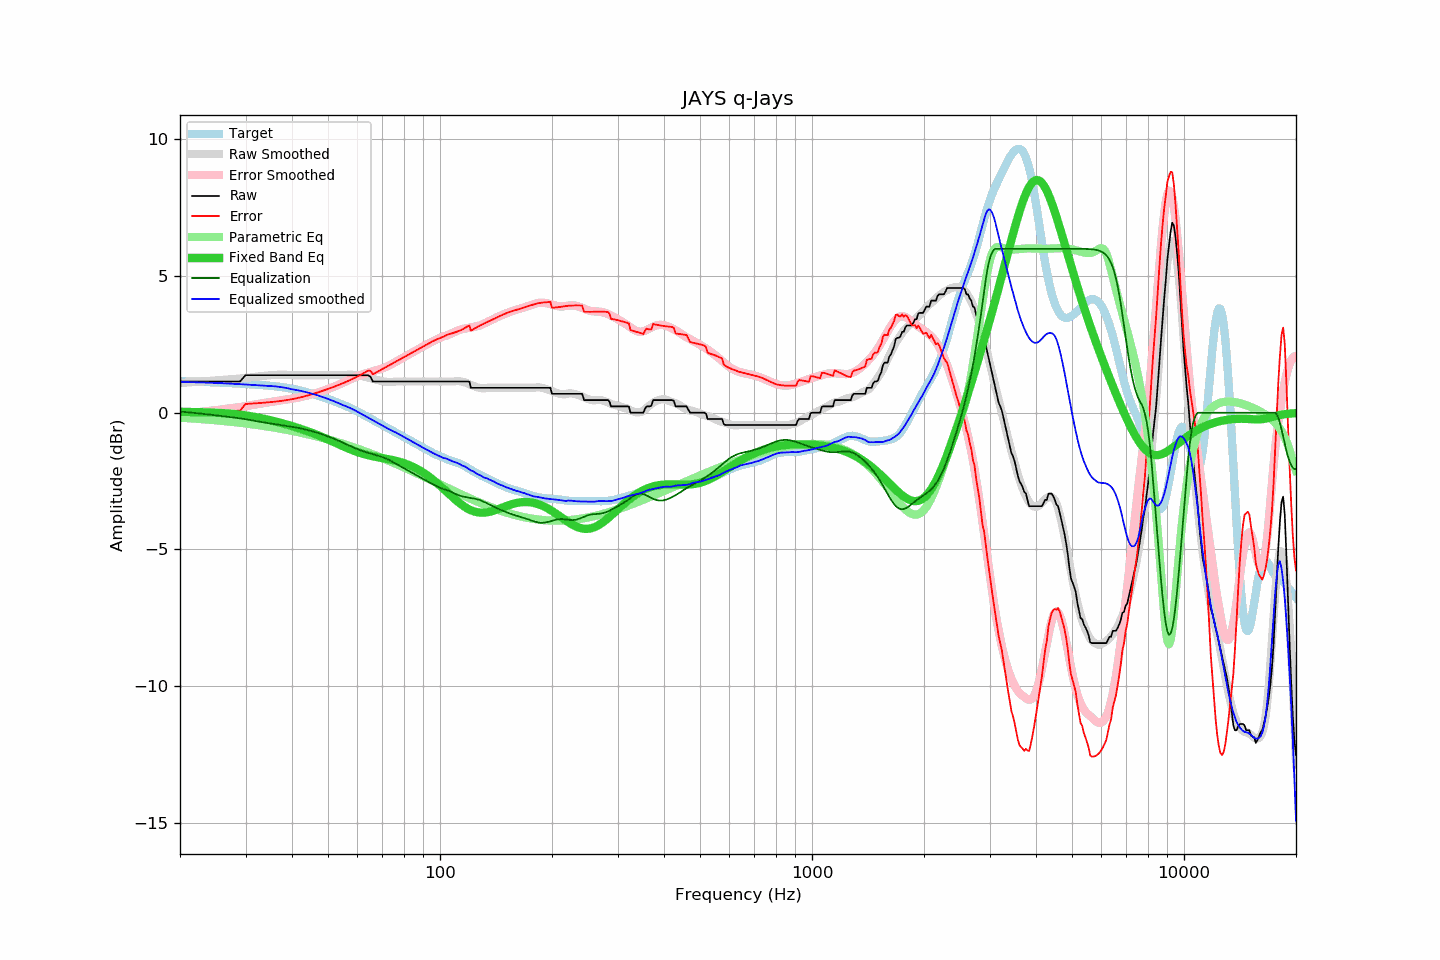 JAYS q-Jays
Target
Raw Smoothed
Error Smoothed
Raw
Error
Parametric Eq
Fixed Band Eq
Equalization
Equalized smoothed
10
5
0
−5
−10
−15
Amplitude (dBr)
100
1000
10000
Frequency (Hz)